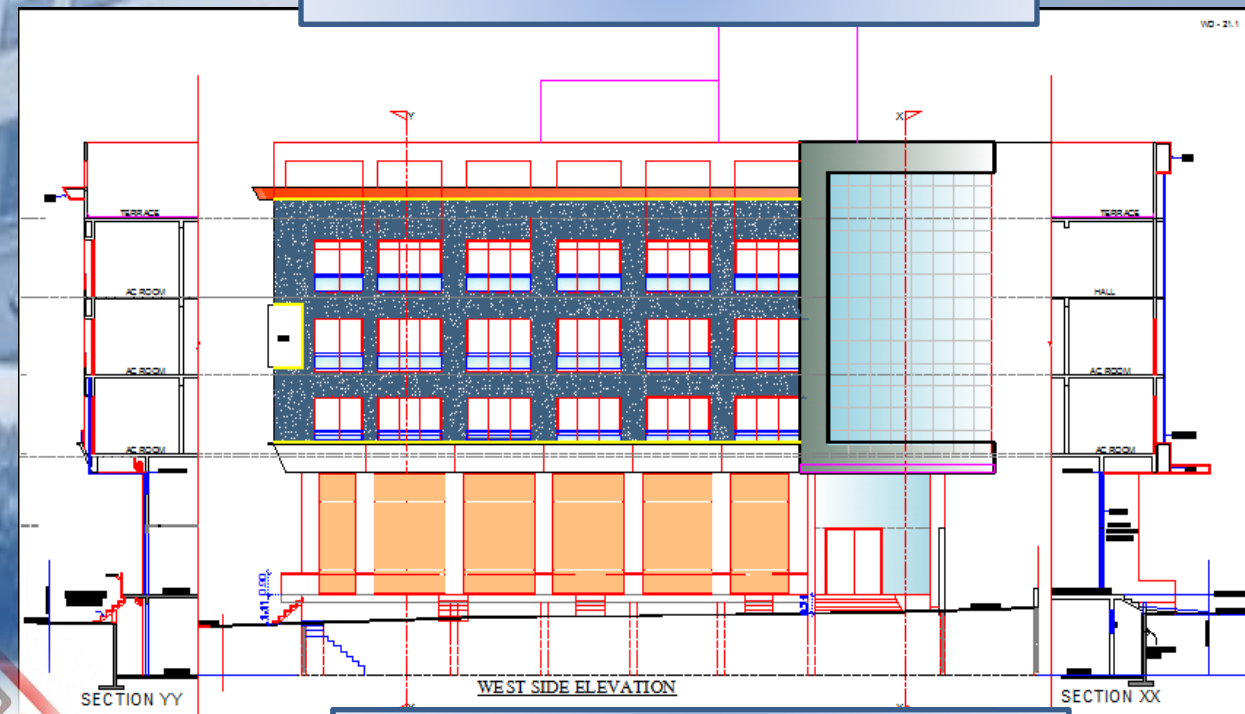 WD - 21.1
Y
X
TERRACE
TERRACE
AC ROOM
HALL
AC ROOM
AC ROOM
AC ROOM
AC ROOM
WEST SIDE ELEVATION
SECTION YY
SECTION XX